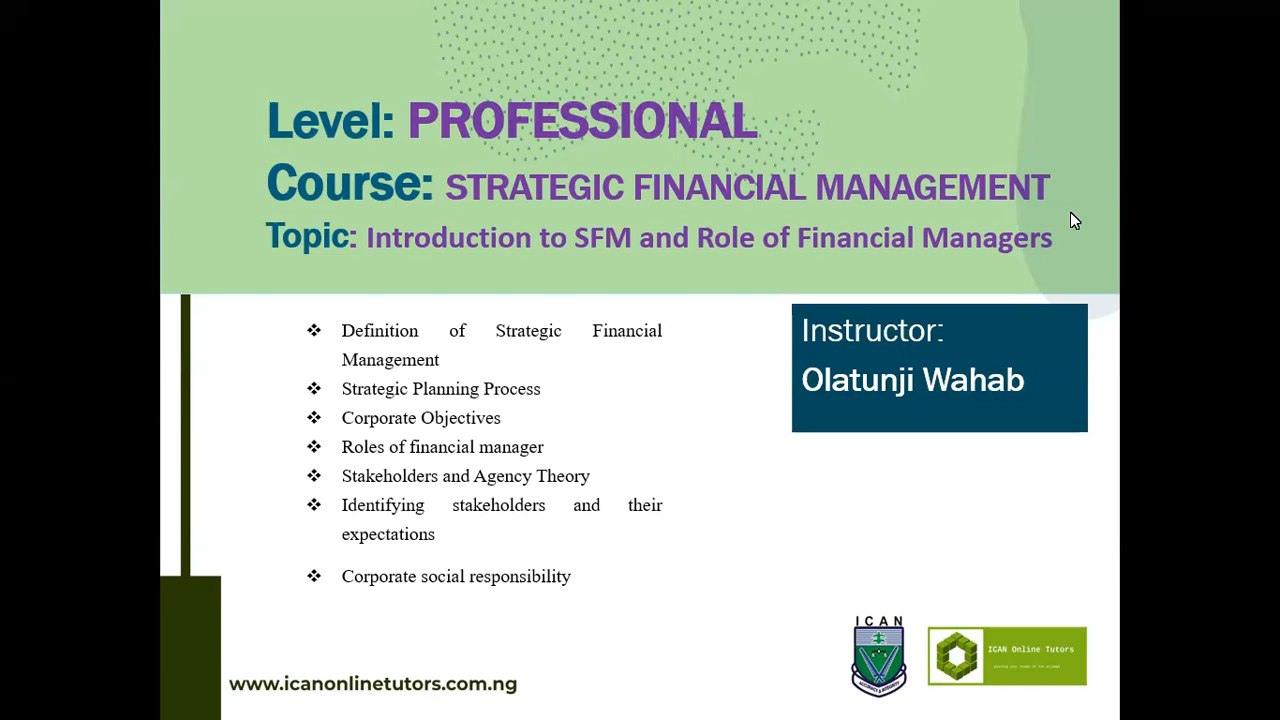 Level: PROFESSIONAL
Course: STRATEGIC FINANCIAL MANAGEMENT
Topic: Introduction to SFM and Role of Financial Managers
❖ Definition of Strategic Financial
Management
❖ Strategic Planning Process
❖ Corporate Objectives
❖ Roles of financial manager
❖ Stakeholders and Agency Theory
❖ Identifying stakeholders and their
expectations
❖ Corporate social responsibility
Instructor:
Olatunji Wahab
ICAN
ACCURACY & INTEGRITY
ICAN Online Tutors
www.icanonlinetutors.com.ng